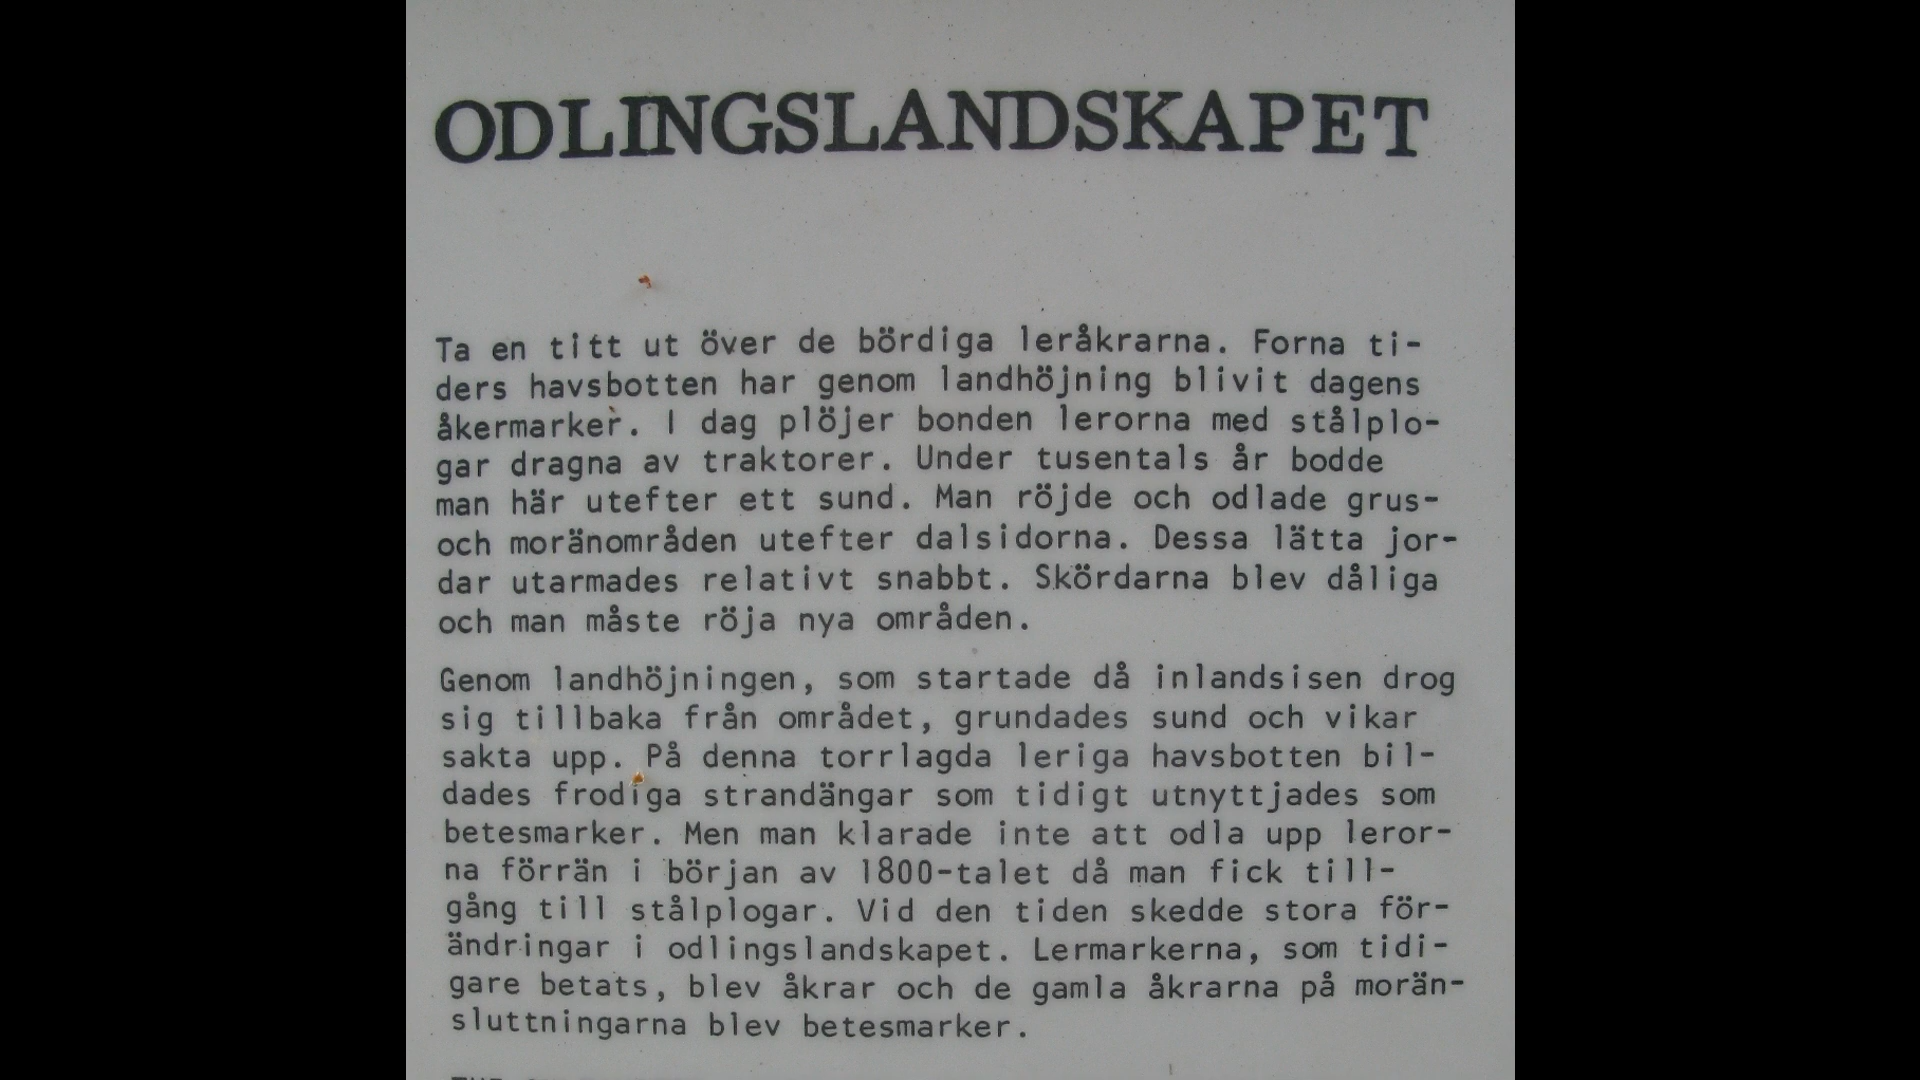 ODLINGSLANDSKAPET
Ta en titt ut över de bördiga leråkrarna. Forna ti-
ders havsbotten har genom landhöjning blivit dagens
åkermarker. I dag plöjer bonden lerorna med stålplo-
gar dragna av traktorer. Under tusentals år bodde
man här utefter ett sund. Man röjde och odlade grus-
och moränområden utefter dalsidorna. Dessa lätta jor-
dar utarmades relativt snabbt. Skördarna blev dåliga
och man måste röja nya områden.
Genom landhöjningen, som startade då inlandsisen drog
sig tillbaka från området, grundades sund och vikar
sakta upp. På denna torrlagda leriga havsbotten bil-
dades frodiga strandängar som tidigt utnyttjades som
betesmarker. Men man klarade inte att odla upp leror-
na förrän i början av 1800-talet då man fick till-
gång till stålplogar. Vid den tiden skedde stora för-
ändringar i odlingslandskapet. Lermarkerna, som tidi-
gare betats, blev åkrar och de gamla åkrarna på morän-
sluttningarna blev betesmarker.